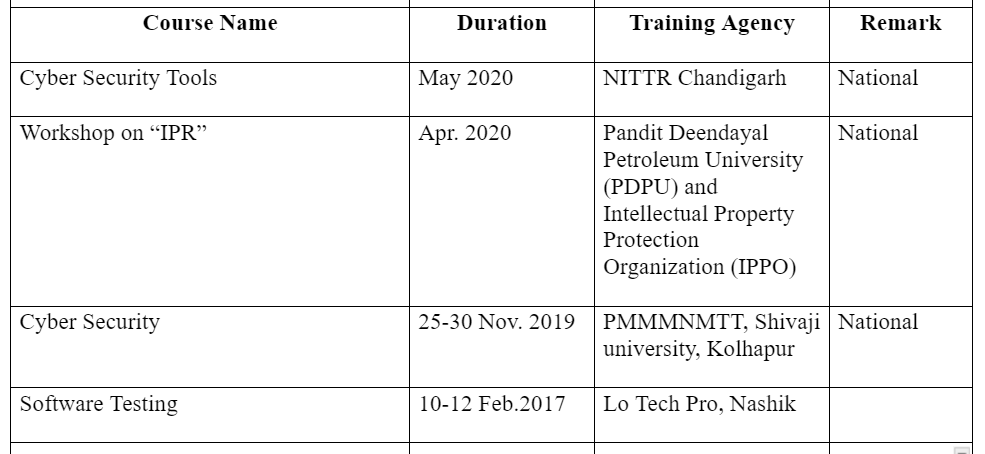 Course Name Duration Training Agency Remark
Cyber Security Tools May 2020 NITTR Chandigarh National
Workshop on “IPR” Apr. 2020 Pandit Deendayal National
Petroleum University
(PDPU) and
Intellectual Property
Protection
Organization (IPPO)
Cyber Security 25-30 Nov. 2019 PMMMNMTT, Shivaji National
university, Kolhapur
Software Testing 10-12 Feb.2017 Lo Tech Pro, Nashik